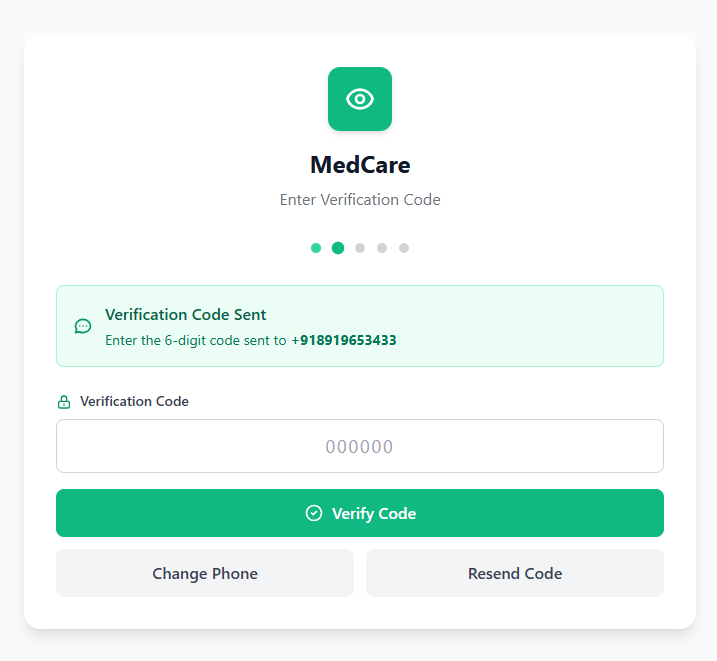 MedCare
Enter Verification Code
Verification Code Sent
Enter the 6-digit code sent to +918919653433
Verification Code
000000
Verify Code
Change Phone
Resend Code